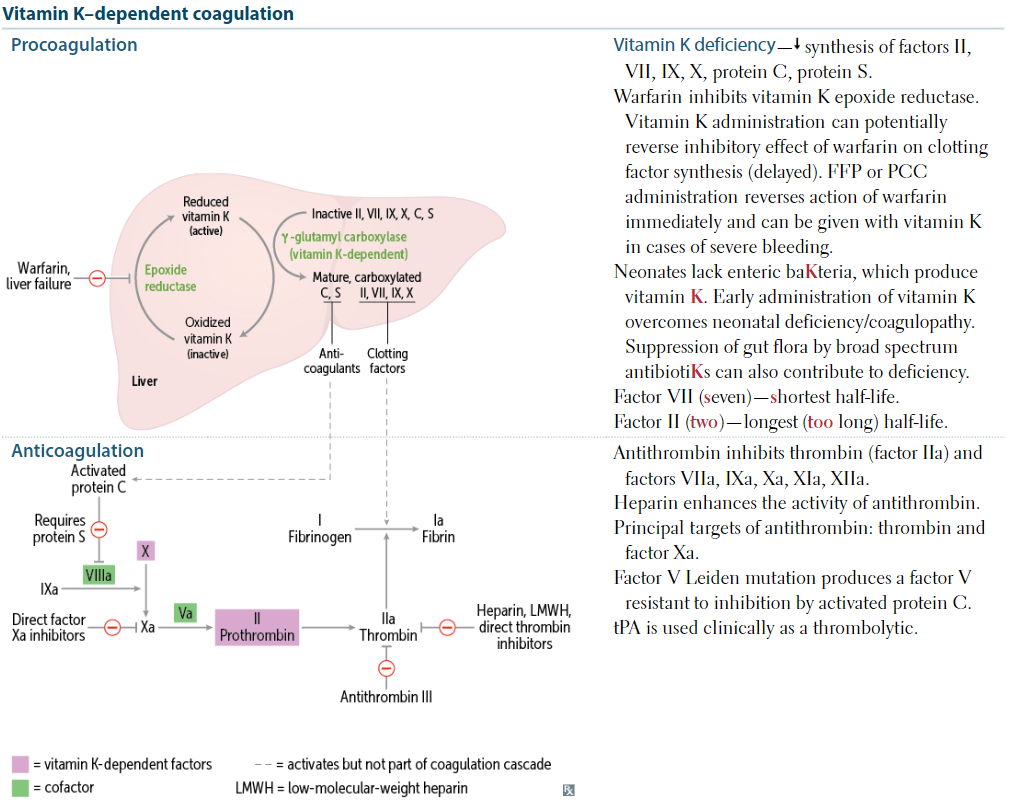 Vitamin K–dependent coagulation
Procoagulation
Reduced
vitamin K
(active)
Inactive II, VII, IX, X, C, S
γ-glutamyl carboxylase
(vitamin K-dependent)
Warfarin,
liver failure
Epoxide
reductase
Mature, carboxylated
C, S II, VII, IX, X
Oxidized
vitamin K
(inactive)
Anti-
coagulants
Clotting
factors
Liver
Vitamin K deficiency—↓ synthesis of factors II,
VII, IX, X, protein C, protein S.
Warfarin inhibits vitamin K epoxide reductase.
Vitamin K administration can potentially
reverse inhibitory effect of warfarin on clotting
factor synthesis (delayed). FFP or PCC
administration reverses action of warfarin
immediately and can be given with vitamin K
in cases of severe bleeding.
Neonates lack enteric baKteria, which produce
vitamin K. Early administration of vitamin K
overcomes neonatal deficiency/coagulopathy.
Suppression of gut flora by broad spectrum
antibiotiKs can also contribute to deficiency.
Factor VII (seven)—shortest half-life.
Factor II (two)—longest (too long) half-life.
Anticoagulation
Activated
protein C
Requires
protein S
VIIIa
X
IXa
Direct factor
Xa inhibitors
Xa
Va
II
Prothrombin
I
Fibrinogen
Ia
Fibrin
IIa
Thrombin
Heparin, LMWH,
direct thrombin
inhibitors
Antithrombin III
Antithrombin inhibits thrombin (factor IIa) and
factors VIIa, IXa, Xa, XIa, XIIa.
Heparin enhances the activity of antithrombin.
Principal targets of antithrombin: thrombin and
factor Xa.
Factor V Leiden mutation produces a factor V
resistant to inhibition by activated protein C.
tPA is used clinically as a thrombolytic.
= vitamin K-dependent factors
= cofactor
-- - = activates but not part of coagulation cascade
LMWH = low-molecular-weight heparin
℞